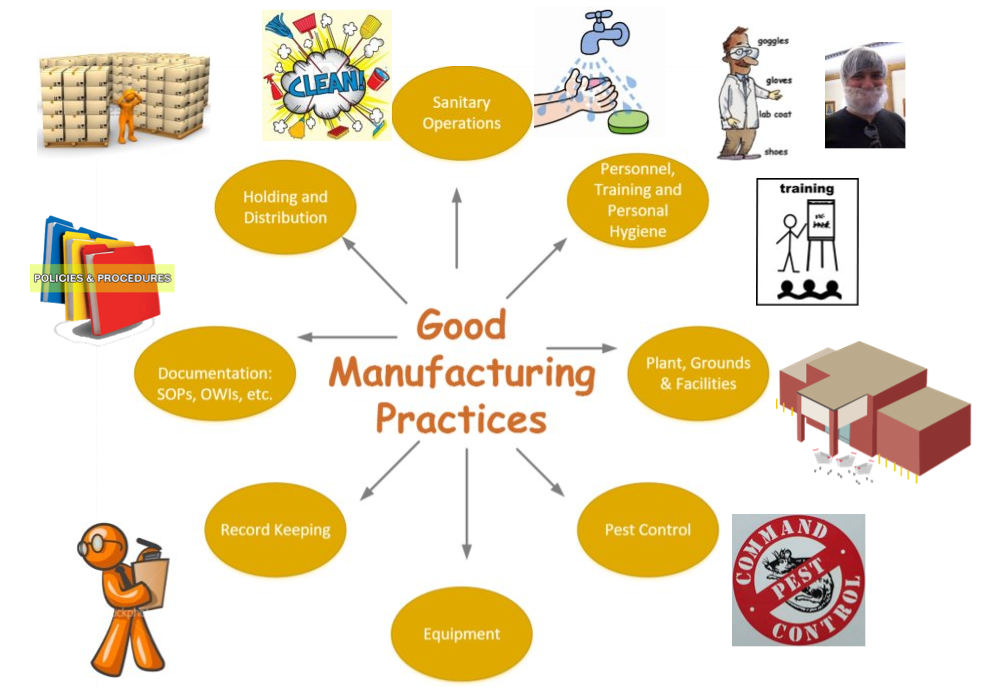 CLEAN!
Sanitary
Operations
goggles
gloves
lab coat
shoes
Holding and
Distribution
Personnel,
Training and
Personal
Hygiene
training
POLICIES & PROCEDURES
Good
Manufacturing
Practices
Documentation:
SOPs, OWIs, etc.
Plant, Grounds
& Facilities
Record Keeping
Pest Control
Equipment
COMMAND
PEST
CONTROL